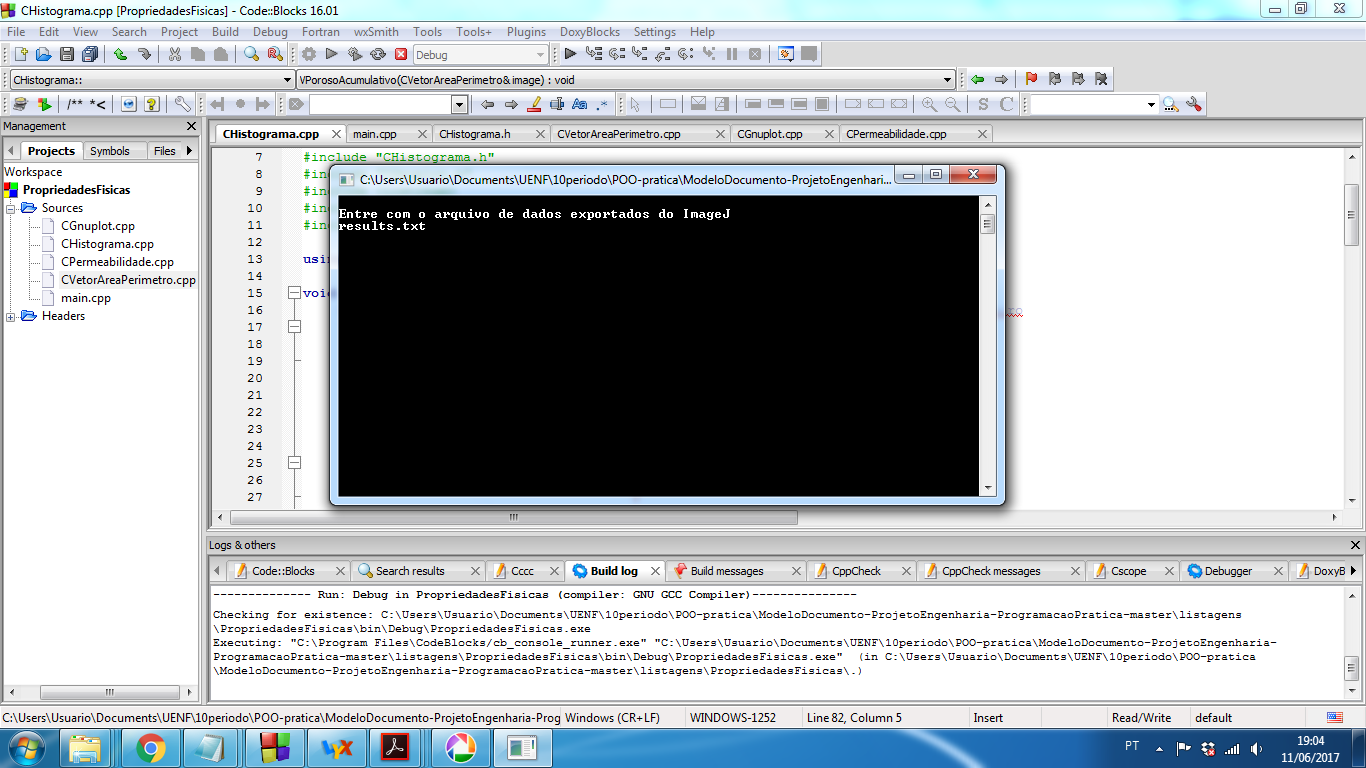 CHistograma.cpp [PropriedadesFisicas] - Code::Blocks 16.01
File Edit View Search Project Build Debug Fortran wxSmith Tools Tools+ Plugins DoxyBlocks Settings Help
Debug
CHistograma:: VPorosoAcumulativo(CVetorAreaPerimetro& image) : void
/** *< Aa .* S C
Management
Projects Symbols Files
CHistograma.cpp main.cpp CHistograma.h CVetorAreaPerimetro.cpp CGnuplot.cpp CPermeabilidade.cpp
Workspace
PropriedadesFisicas
Sources
CGnuplot.cpp
CHistograma.cpp
CPermeabilidade.cpp
CVetorAreaPerimetro.cpp
main.cpp
Headers
7 #include "CHistograma.h"
8 #inc
9 #inc
10 #inc
11 #inc
12
13 usin
14
15 void
16
17
18
19
20
21
22
23
24
25
26
27
C:\Users\Usuario\Documents\UENF\10periodo\POO-pratica\ModeloDocumento-ProjetoEngenhari...
Entre com o arquivo de dados exportados do ImageJ
results.txt
Logs & others
Code::Blocks Search results Cccc Build log Build messages CppCheck CppCheck messages Cscope Debugger DoxyB
-------------- Run: Debug in PropriedadesFisicas (compiler: GNU GCC Compiler)---------------
Checking for existence: C:\Users\Usuario\Documents\UENF\10periodo\POO-pratica\ModeloDocumento-ProjetoEngenharia-ProgramacaoPratica-master\listagens
\PropriedadesFisicas\bin\Debug\PropriedadesFisicas.exe
Executing: "C:\Program Files\CodeBlocks/cb_console_runner.exe" "C:\Users\Usuario\Documents\UENF\10periodo\POO-pratica\ModeloDocumento-ProjetoEngenharia-
ProgramacaoPratica-master\listagens\PropriedadesFisicas\bin\Debug\PropriedadesFisicas.exe" (in C:\Users\Usuario\Documents\UENF\10periodo\POO-pratica
\ModeloDocumento-ProjetoEngenharia-ProgramacaoPratica-master\listagens\PropriedadesFisicas\.)
C:\Users\Usuario\Documents\UENF\10periodo\POO-pratica\ModeloDocumento-ProjetoEngenharia-Prog Windows (CR+LF) WINDOWS-1252 Line 82, Column 5 Insert Read/Write default
PT 19:04
11/06/2017